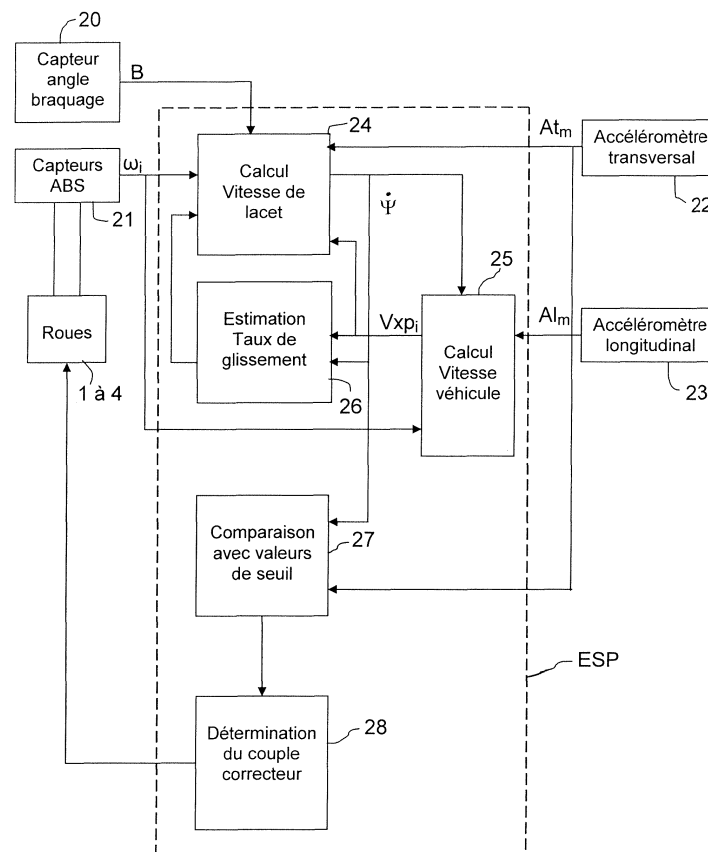 20
Capteur
angle
braquage
B
24
Capteurs
ABS
ωi
21
Calcul
Vitesse de
lacet
Atm
Accéléromètre
transversal
22
Ψ̇
25
Roues
1 à 4
Estimation
Taux de
glissement
26
Vxpi
Calcul
Vitesse
véhicule
Alm
Accéléromètre
longitudinal
23
Comparaison
avec valeurs
de seuil
27
ESP
Détermination
du couple
correcteur
28